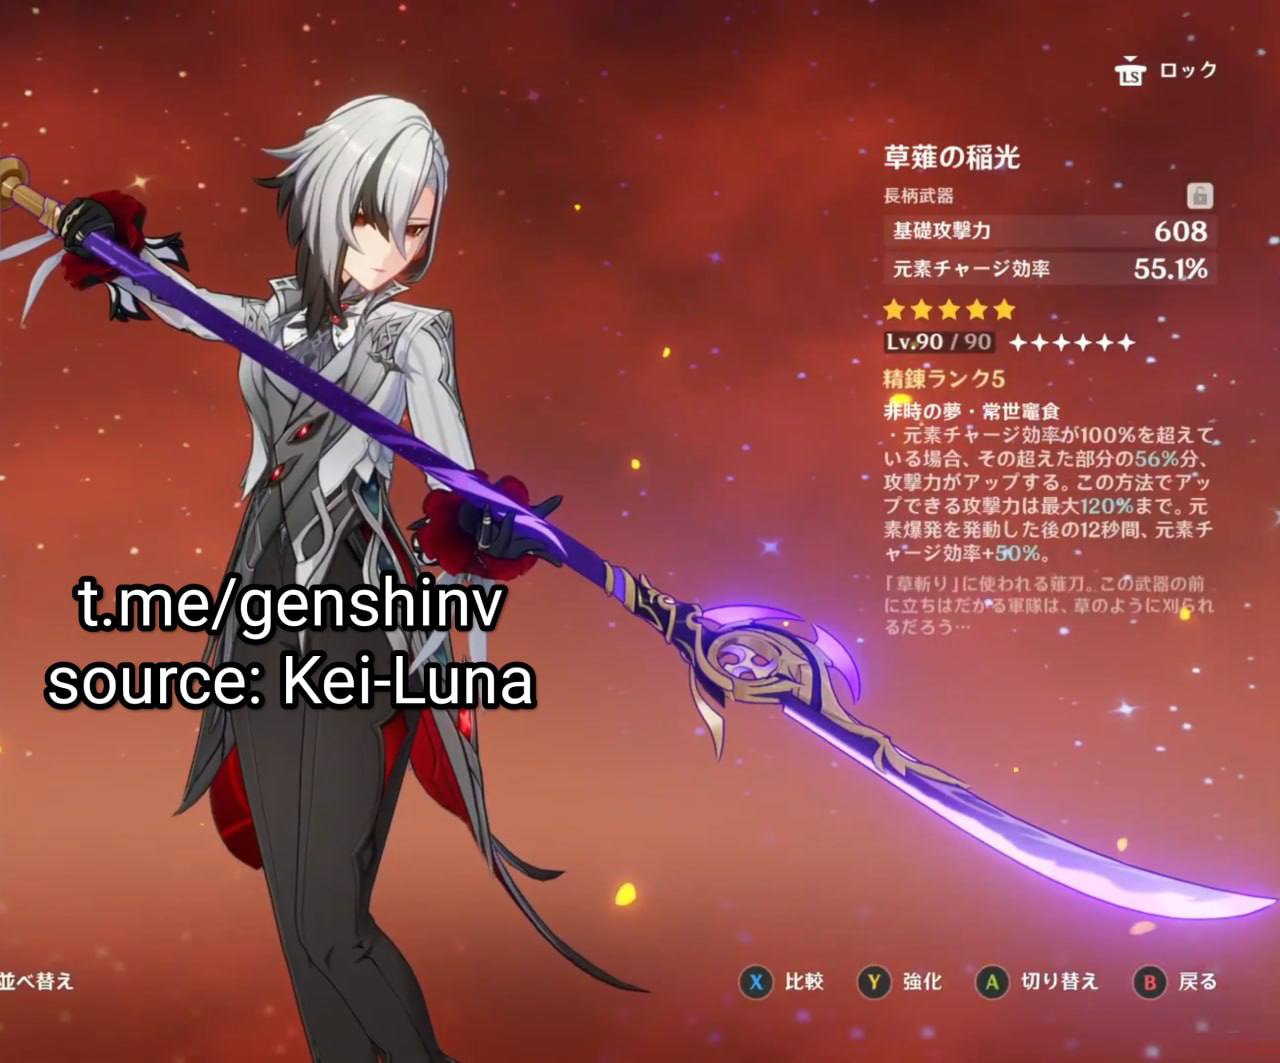 LS ロック
草薙の稲光
長柄武器
基礎攻撃力 608
元素チャージ効率 55.1%
Lv.90 / 90
精錬ランク5
非時の夢・常世竈食
・元素チャージ効率が100%を超えて
いる場合、その超えた部分の56%分、
攻撃力がアップする。この方法でアッ
プできる攻撃力は最大120%まで。元
素爆発を発動した後の12秒間、元素チ
ャージ効率+50%。
「草斬り」に使われる薙刀。この武器の前
に立ちはだかる軍隊は、草のように刈られ
るだろう…
t.me/genshinv
source: Kei-Luna
並べ替え X 比較 Y 強化 A 切り替え B 戻る